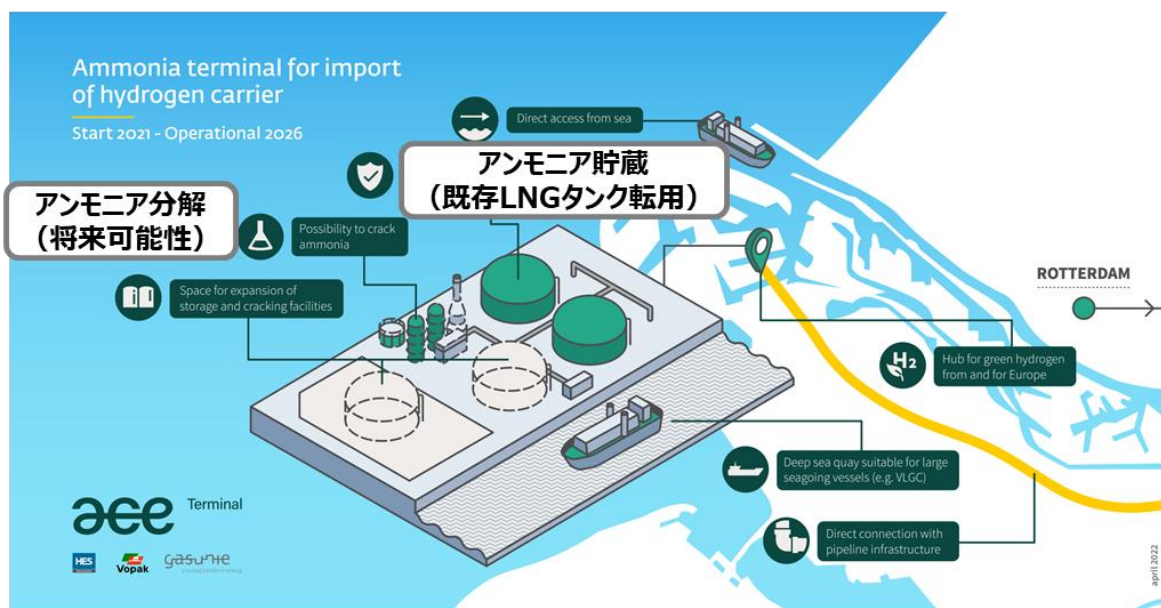 Ammonia terminal for import
of hydrogen carrier
Start 2021 - Operational 2026
Direct access from sea
アンモニア貯蔵
（既存LNGタンク転用）
アンモニア分解
（将来可能性）
Possibility to crack
ammonia
Space for expansion of
storage and cracking facilities
ROTTERDAM
H2
Hub for green hydrogen
from and for Europe
Deep sea quay suitable for large
seagoing vessels (e.g. VLGC)
Direct connection with
pipeline infrastructure
ace Terminal
HES
Vopak
gasunie
april 2022